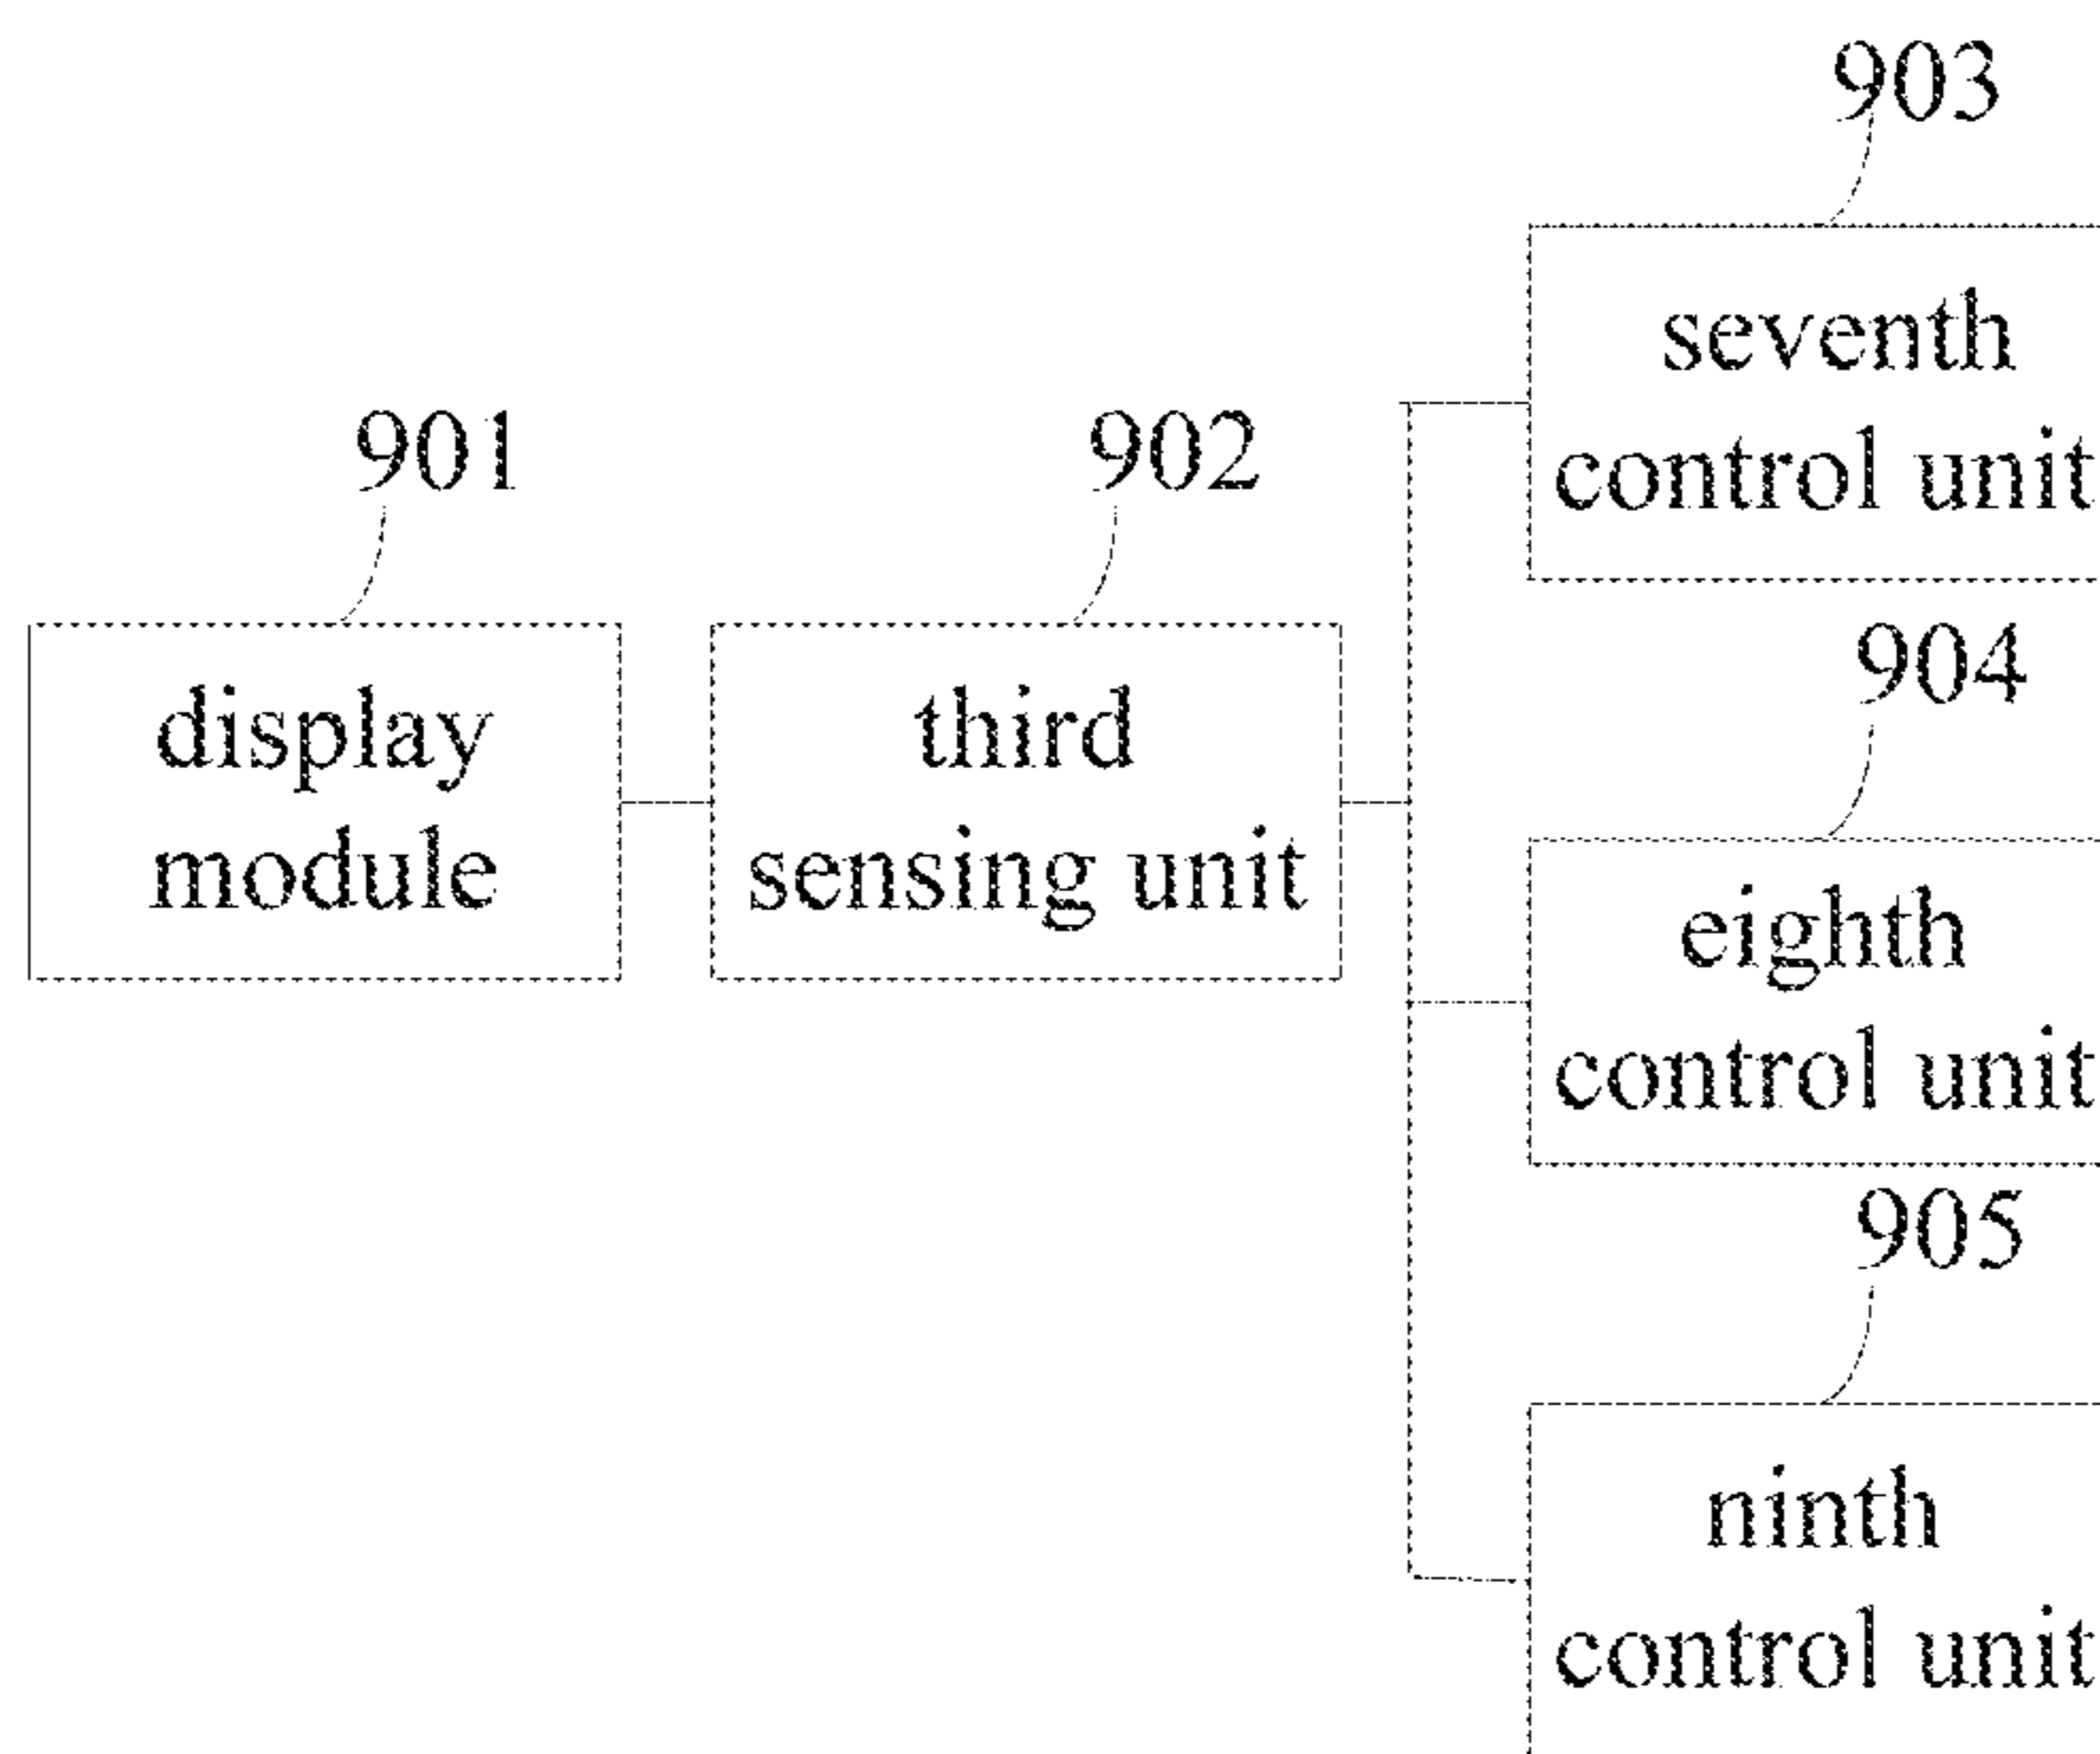 903
seventh
control unit
901
902
904
display
module
third
sensing unit
eighth
control unit
905
ninth
control unit